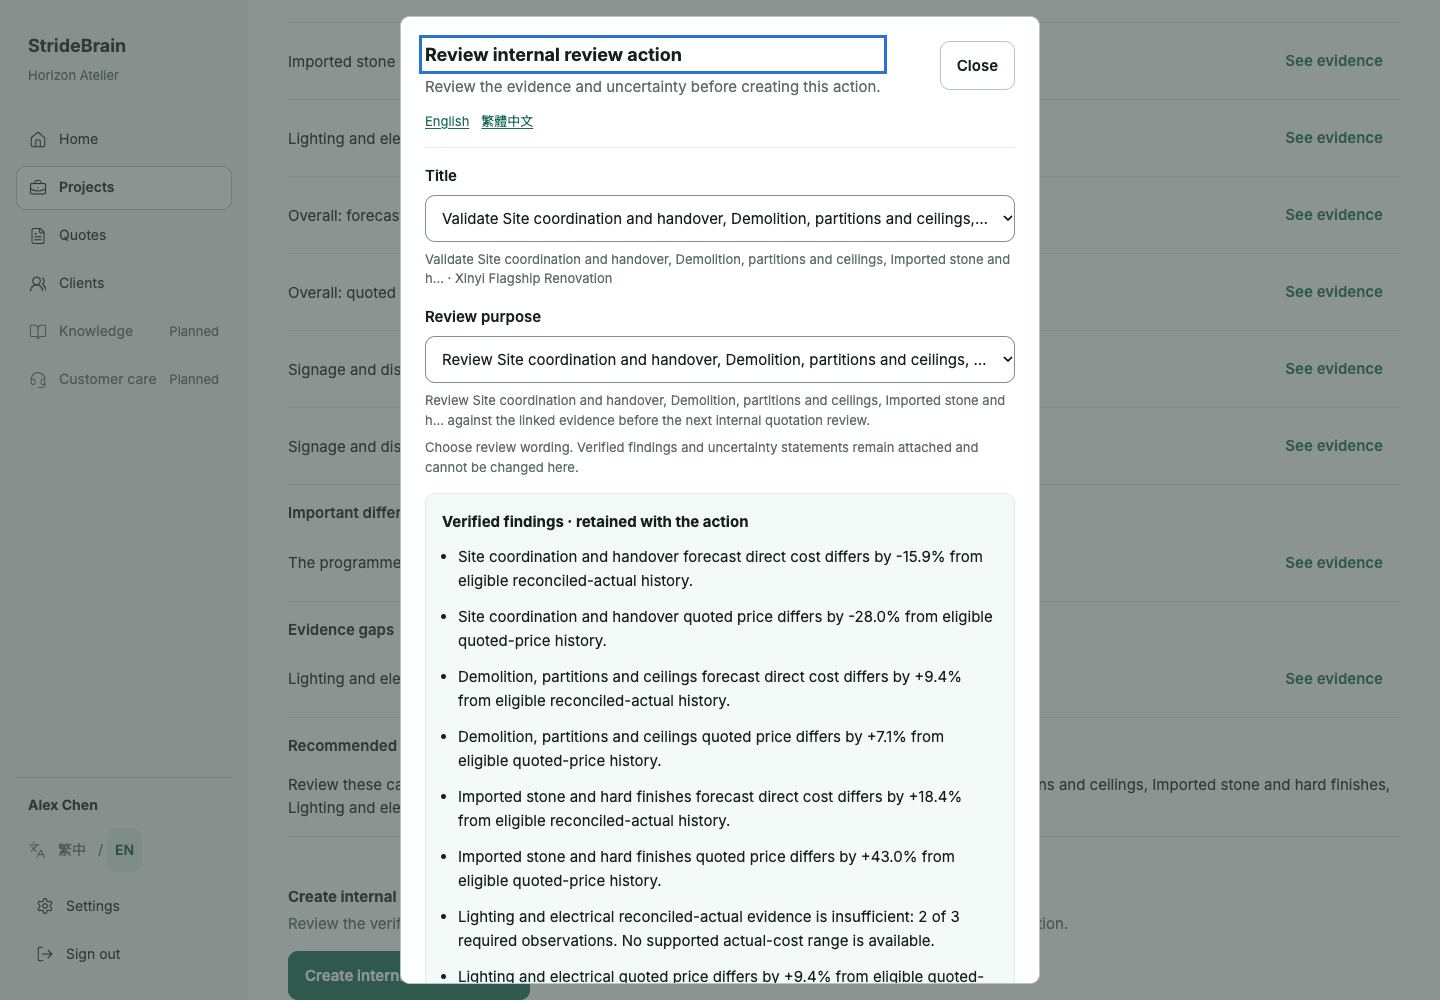 StrideBrain
Horizon Atelier
Home
Projects
Quotes
Clients
Knowledge Planned
Customer care Planned
Alex Chen
繁中 / EN
Settings
Sign out
Imported stone
See evidence
Lighting and ele
See evidence
Overall: forecas
See evidence
Overall: quoted
See evidence
Signage and dis
See evidence
Signage and dis
See evidence
Important differ
The programme
See evidence
Evidence gaps
Lighting and ele
See evidence
Recommended
Review these ca
ns and ceilings, Imported stone and hard finishes,
Lighting and ele
Create internal
Review the verif
tion.
Create intern
Review internal review action
Close
Review the evidence and uncertainty before creating this action.
English 繁體中文
Title
Validate Site coordination and handover, Demolition, partitions and ceilings,...
Validate Site coordination and handover, Demolition, partitions and ceilings, Imported stone and
h... · Xinyi Flagship Renovation
Review purpose
Review Site coordination and handover, Demolition, partitions and ceilings, ...
Review Site coordination and handover, Demolition, partitions and ceilings, Imported stone and
h... against the linked evidence before the next internal quotation review.
Choose review wording. Verified findings and uncertainty statements remain attached and
cannot be changed here.
Verified findings · retained with the action
• Site coordination and handover forecast direct cost differs by -15.9% from
eligible reconciled-actual history.
• Site coordination and handover quoted price differs by -28.0% from eligible
quoted-price history.
• Demolition, partitions and ceilings forecast direct cost differs by +9.4%
from eligible reconciled-actual history.
• Demolition, partitions and ceilings quoted price differs by +7.1% from
eligible quoted-price history.
• Imported stone and hard finishes forecast direct cost differs by +18.4%
from eligible reconciled-actual history.
• Imported stone and hard finishes quoted price differs by +43.0% from
eligible quoted-price history.
• Lighting and electrical reconciled-actual evidence is insufficient: 2 of 3
required observations. No supported actual-cost range is available.
• Lighting and electrical quoted price differs by +9.4% from eligible quoted-